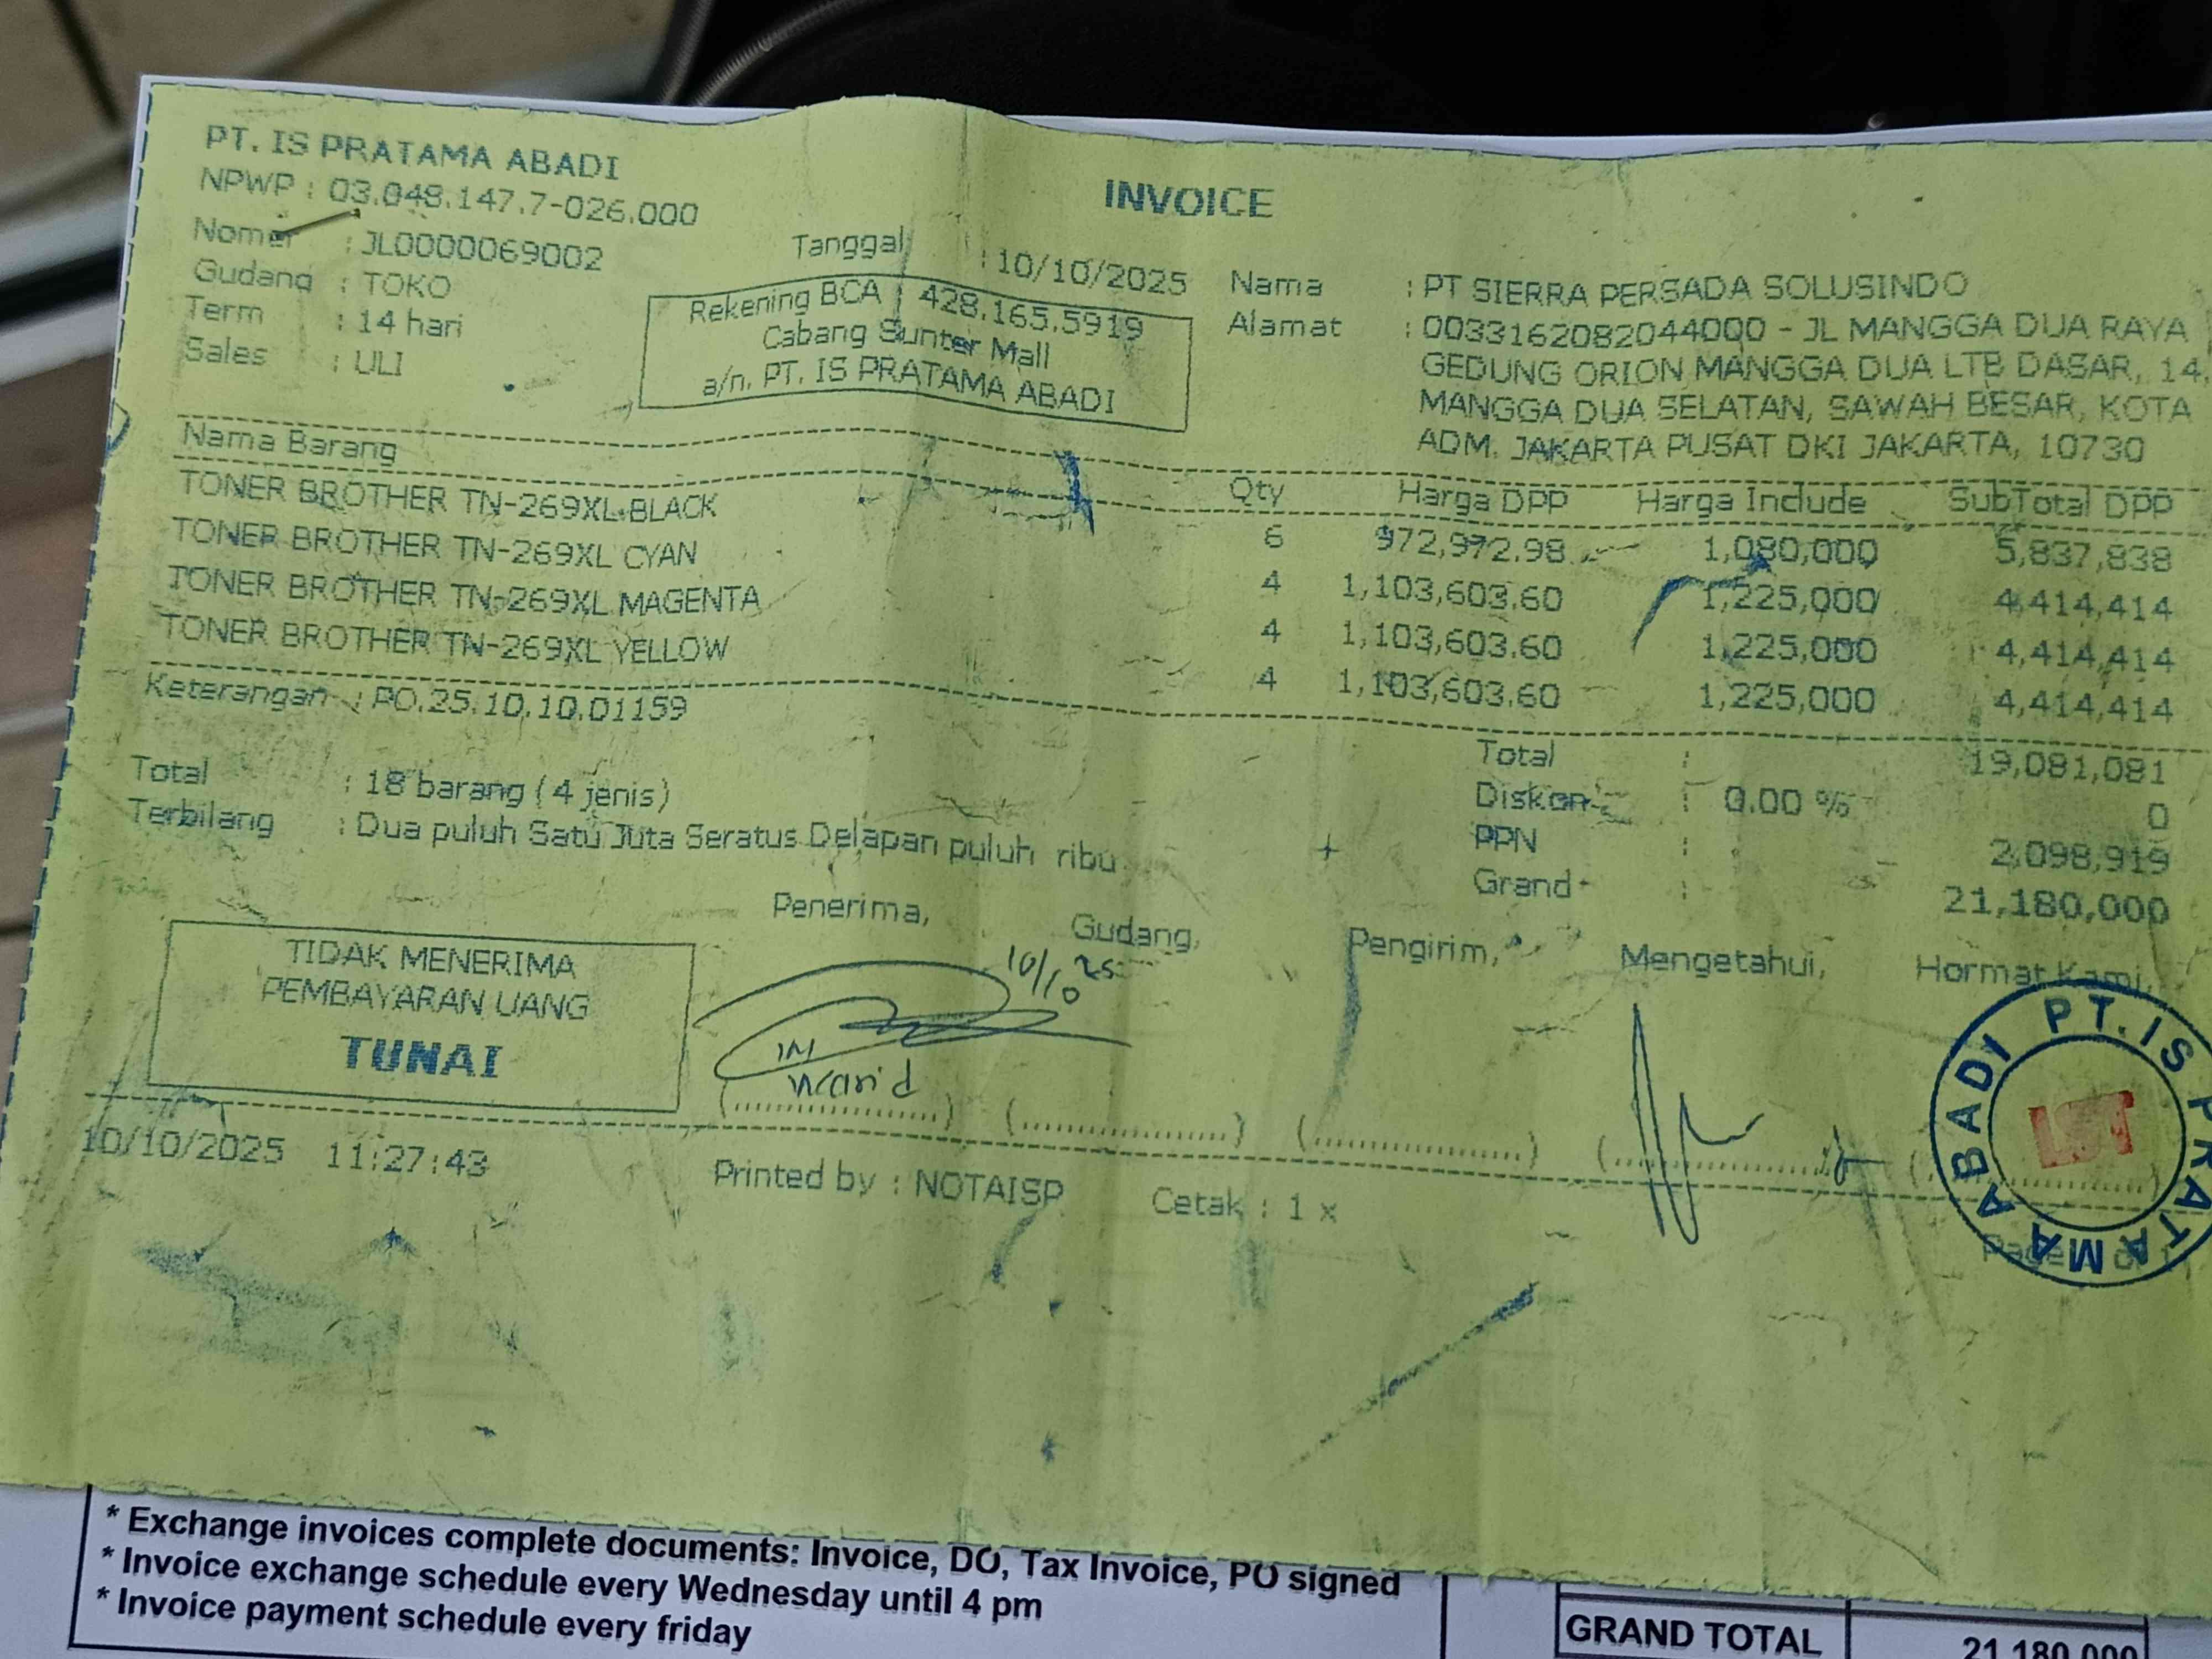 PT. IS PRATAMA ABADI
NPWP : 03.048.147.7-026.000
INVOICE
Nomer : JL0000069002
Tanggal : 10/10/2025
Gudang : TOKO
Term : 14 hari
Sales : ULI
Rekening BCA : 428.165.5919
Cabang Sunter Mall
a/n. PT. IS PRATAMA ABADI
Nama : PT SIERRA PERSADA SOLUSINDO
Alamat : 0033162082044000 - JL MANGGA DUA RAYA
GEDUNG ORION MANGGA DUA LTB DASAR, 14,
MANGGA DUA SELATAN, SAWAH BESAR, KOTA
ADM. JAKARTA PUSAT DKI JAKARTA, 10730
Nama Barang Qty Harga DPP Harga Include SubTotal DPP
TONER BROTHER TN-269XL BLACK 6 972,972.98 1,080,000 5,837,838
TONER BROTHER TN-269XL CYAN 4 1,103,603.60 1,225,000 4,414,414
TONER BROTHER TN-269XL MAGENTA 4 1,103,603.60 1,225,000 4,414,414
TONER BROTHER TN-269XL YELLOW 4 1,103,603.60 1,225,000 4,414,414
Keterangan : PO.25.10.10.01159
Total : 18 barang (4 jenis)
Terbilang : Dua puluh Satu Juta Seratus Delapan puluh ribu
Total : 19,081,081
Diskon : 0.00 % 0
PPN : 2,098,919
Grand : 21,180,000
TIDAK MENERIMA
PEMBAYARAN UANG
TUNAI
Penerima, Gudang, Pengirim, Mengetahui, Hormat Kami,
10/10 25
PT. IS PRATAMA ABADI
10/10/2025 11:27:43 Printed by : NOTAISP Cetak : 1 x
* Exchange invoices complete documents: Invoice, DO, Tax Invoice, PO signed
* Invoice exchange schedule every Wednesday until 4 pm
* Invoice payment schedule every friday
GRAND TOTAL 21.180.000